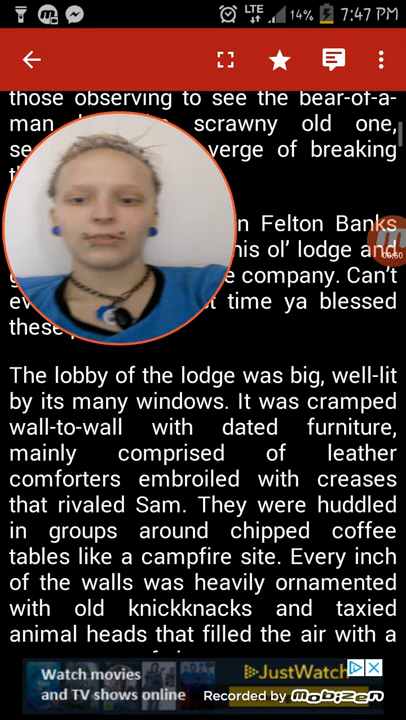 LTE 14% 7:47 PM
those observing to see the bear-of-a-
man scrawny old one,
verge of breaking
Felton Banks
ol' lodge and
company. Can't
time ya blessed
these
00:50
The lobby of the lodge was big, well-lit
by its many windows. It was cramped
wall-to-wall with dated furniture,
mainly comprised of leather
comforters embroiled with creases
that rivaled Sam. They were huddled
in groups around chipped coffee
tables like a campfire site. Every inch
of the walls was heavily ornamented
with old knickknacks and taxied
animal heads that filled the air with a
Watch movies
and TV shows online
JustWatch
Recorded by MOBIZEN